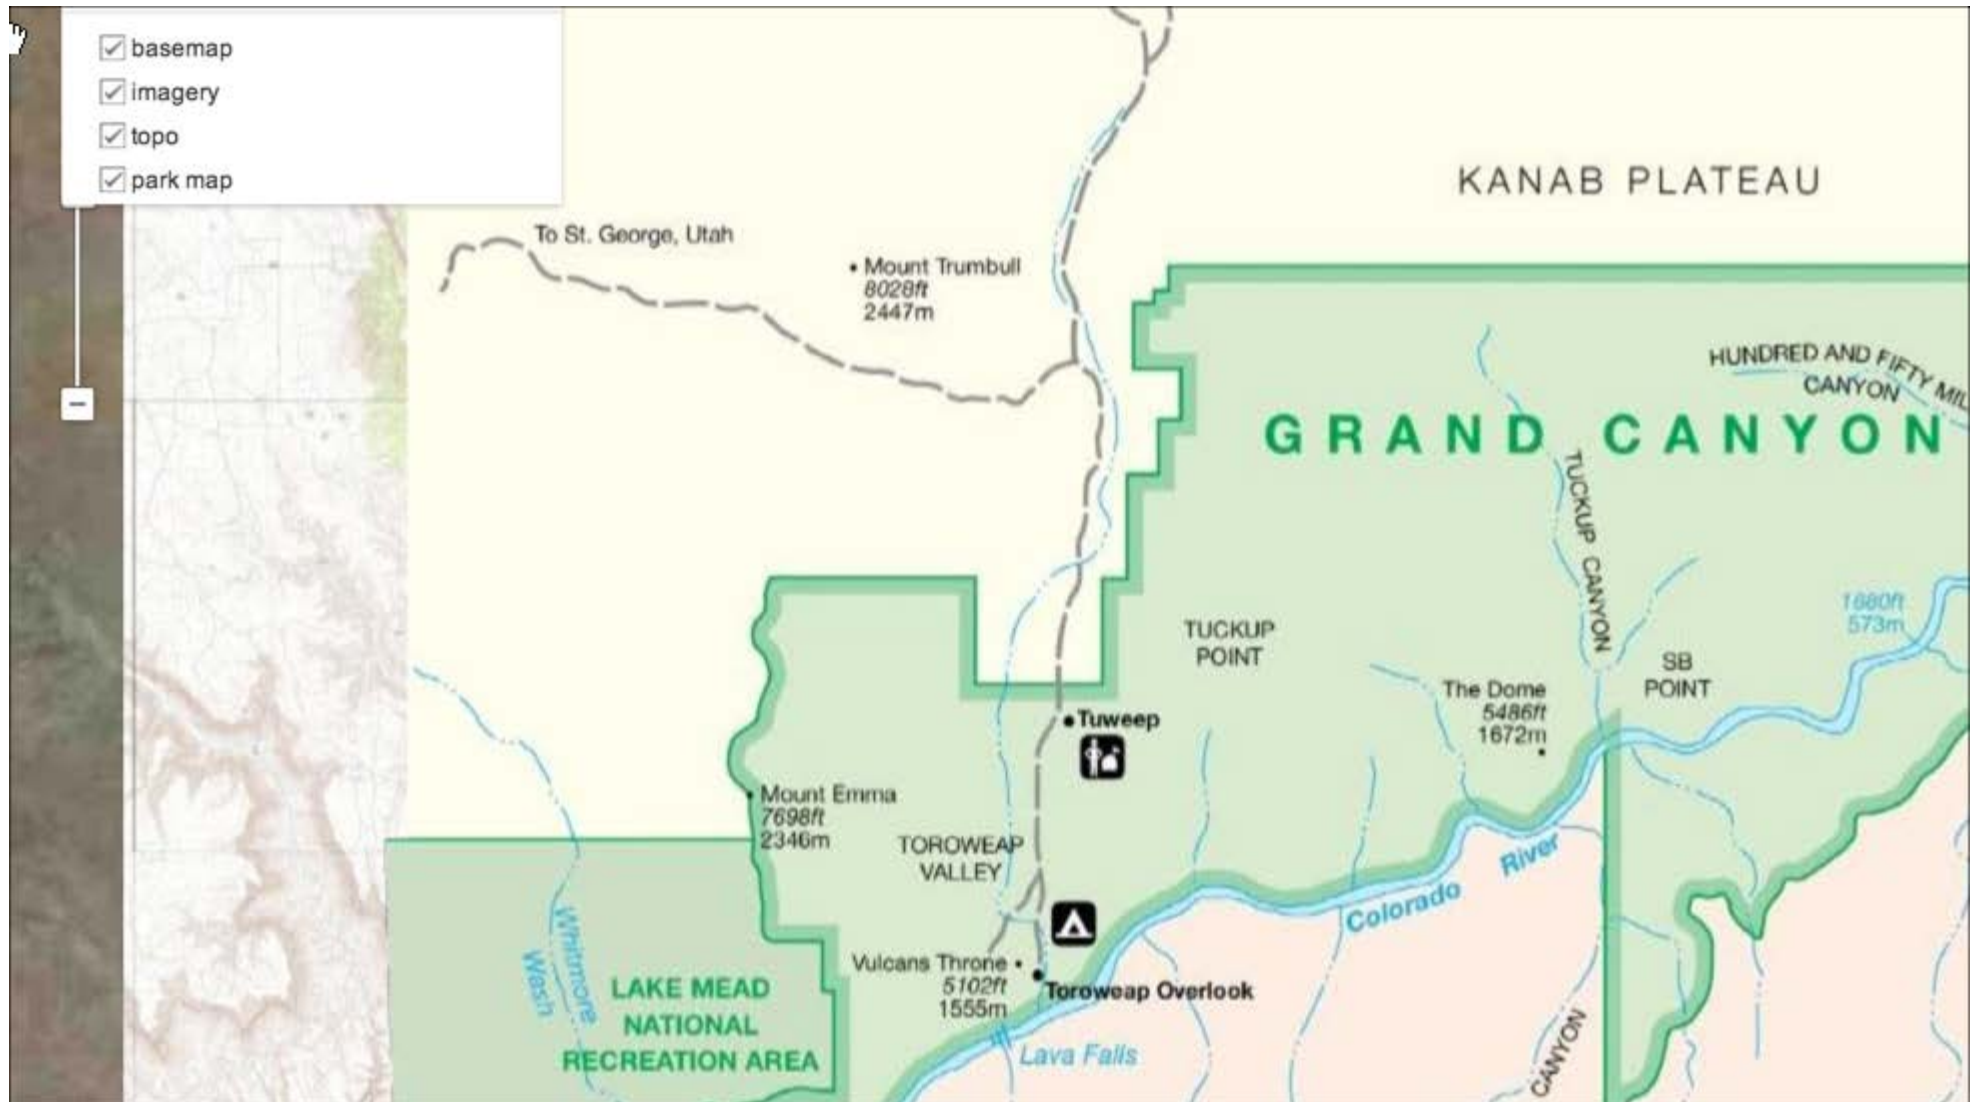 basemap
imagery
topo
park map
KANAB PLATEAU
To St. George, Utah
Mount Trumbull
8028ft
2447m
HUNDRED AND FIFTY MIL
CANYON
GRAND CANYON
TUCKUP CANYON
1680ft
573m
TUCKUP
POINT
SB
POINT
The Dome
5486ft
1672m
Tuweep
Mount Emma
7698ft
2346m
TOROWEAP
VALLEY
River
Colorado
Whitmore
Wash
Vulcans Throne
5102ft
1555m
Toroweap Overlook
LAKE MEAD
NATIONAL
RECREATION AREA
Lava Falls
CANYON